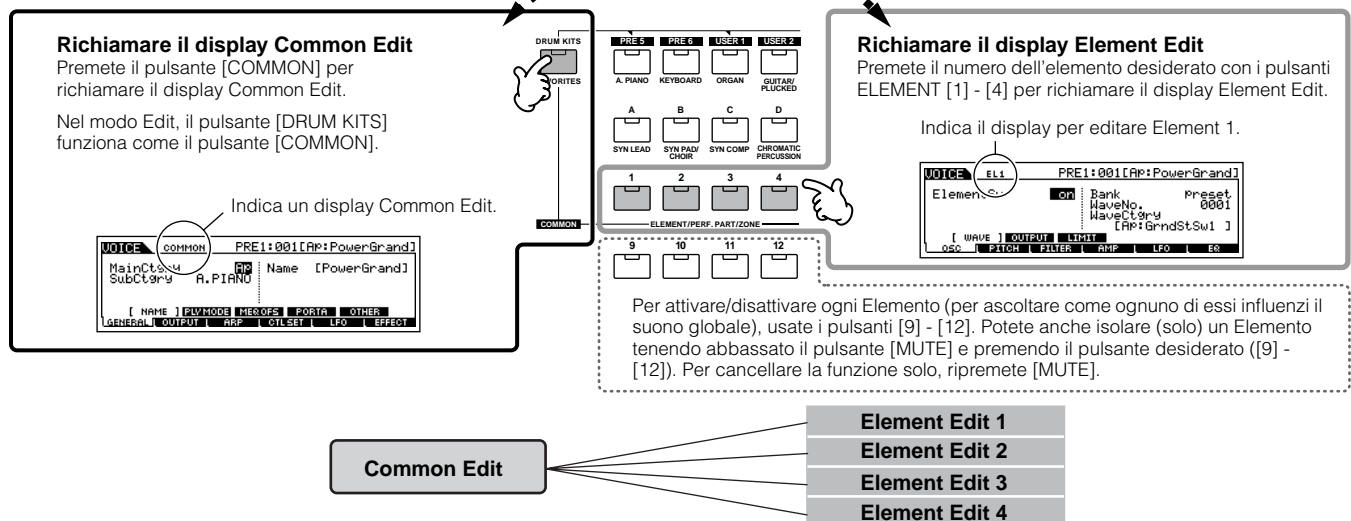 Richiamare il display Common Edit
Premete il pulsante [COMMON] per
richiamare il display Common Edit.
Nel modo Edit, il pulsante [DRUM KITS]
funziona come il pulsante [COMMON].
Indica un display Common Edit.
VOICE COMMON PRE1:001[AP:PowerGrand]
MainCtgry AP Name [PowerGrand]
SubCtgry A.PIANO
[ NAME ] PLYMODE MEQOFS PORTA OTHER
GENERAL OUTPUT ARP CTLSET LFO EFFECT
DRUM KITS PRE 5 PRE 6 USER 1 USER 2
A. PIANO KEYBOARD ORGAN GUITAR/
PLUCKED
A B C D
SYN LEAD SYN PAD/ SYN COMP CHROMATIC
CHOIR PERCUSSION
1 2 3 4
COMMON ELEMENT/PERF. PART/ZONE
9 10 11 12
Richiamare il display Element Edit
Premete il numero dell'elemento desiderato con i pulsanti
ELEMENT [1] - [4] per richiamare il display Element Edit.
Indica il display per editare Element 1.
VOICE EL1 PRE1:001[AP:PowerGrand]
on Bank Preset
WaveNo. 0001
WaveCtgry
[AP:GrndStSw1 ]
[ WAVE ] OUTPUT LIMIT
OSC PITCH FILTER AMP LFO EQ
Per attivare/disattivare ogni Elemento (per ascoltare come ognuno di essi influenzi il
suono globale), usate i pulsanti [9] - [12]. Potete anche isolare (solo) un Elemento
tenendo abbassato il pulsante [MUTE] e premendo il pulsante desiderato ([9] -
[12]). Per cancellare la funzione solo, ripremete [MUTE].
Common Edit
Element Edit 1
Element Edit 2
Element Edit 3
Element Edit 4